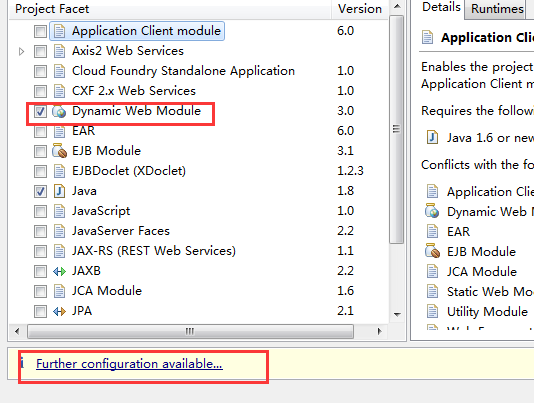 Project Facet Version
Application Client module 6.0
Axis2 Web Services
Cloud Foundry Standalone Application 1.0
CXF 2.x Web Services 1.0
Dynamic Web Module 3.0
EAR 6.0
EJB Module 3.1
EJBDoclet (XDoclet) 1.2.3
Java 1.8
JavaScript 1.0
JavaServer Faces 2.2
JAX-RS (REST Web Services) 1.1
JAXB 2.2
JCA Module 1.6
JPA 2.1
Details Runtimes
Application Clie
Enables the project
Application Client m
Requires the followi
Java 1.6 or new
Conflicts with the fo
Application Clien
Dynamic Web M
EAR
EJB Module
JCA Module
Static Web Mo
Utility Module
i Further configuration available...